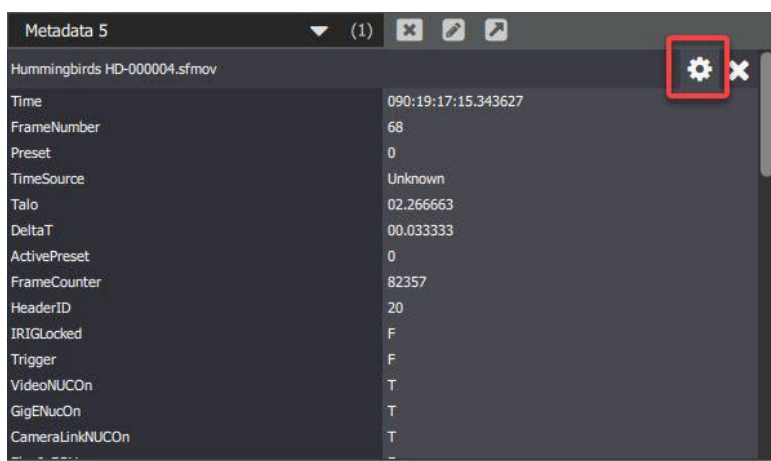 Metadata 5 (1)
Hummingbirds HD-000004.sfmov
Time 090:19:17:15.343627
FrameNumber 68
Preset 0
TimeSource Unknown
Talo 02.266663
DeltaT 00.033333
ActivePreset 0
FrameCounter 82357
HeaderID 20
IRIGLocked F
Trigger F
VideoNUCOn T
GigENucOn T
CameraLinkNUCOn T